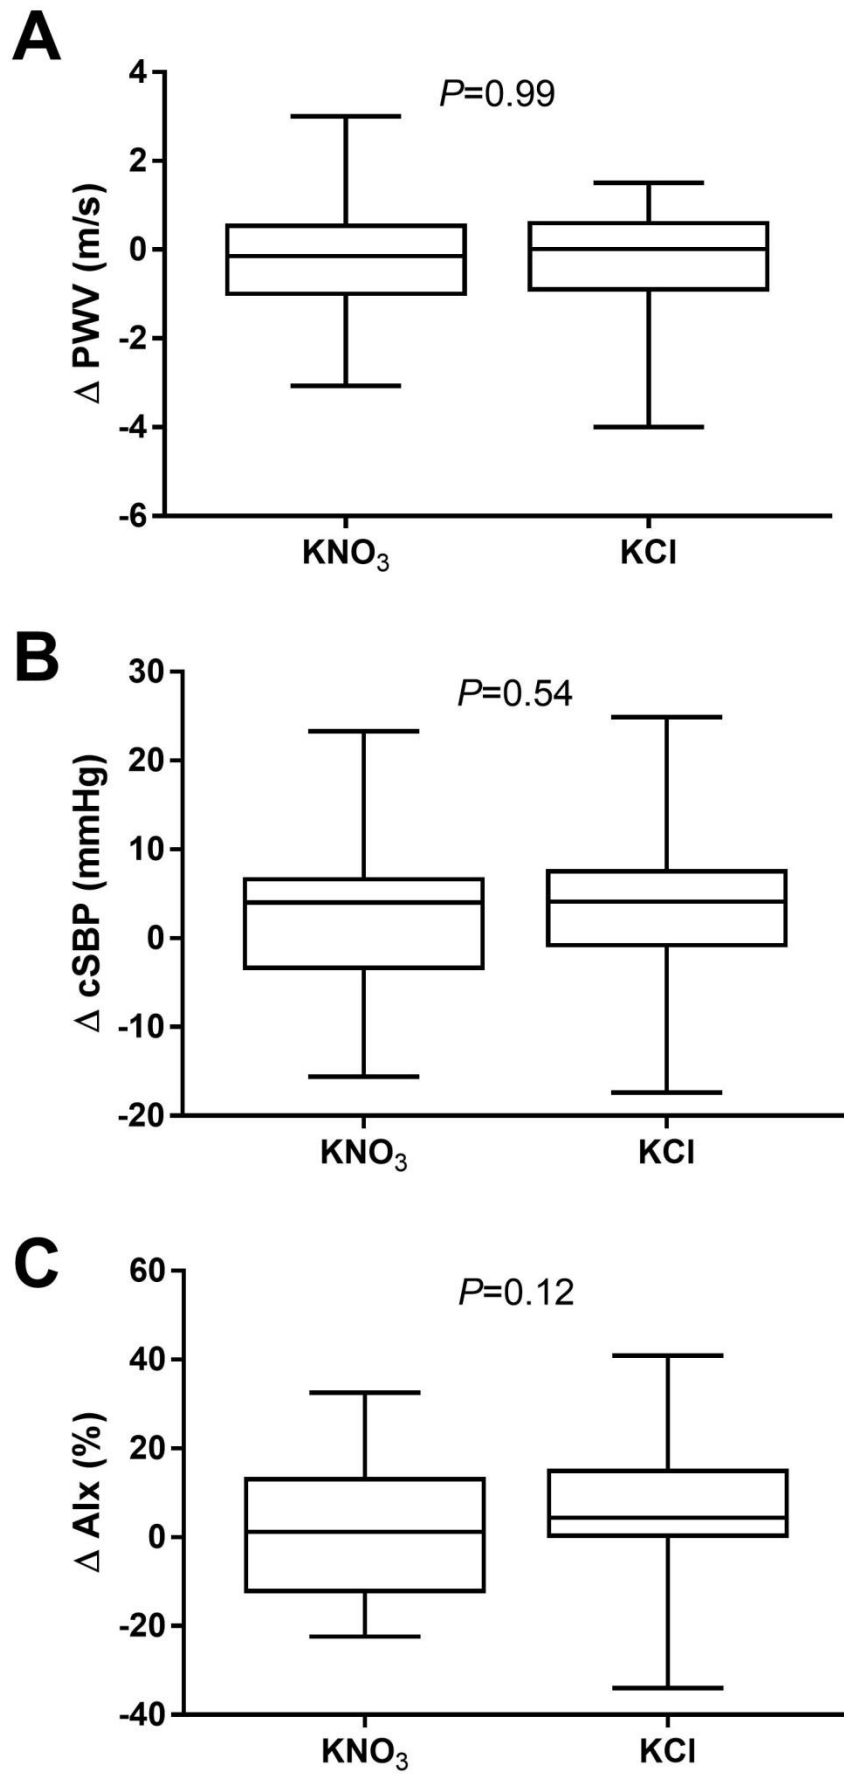 A
P=0.99
Δ PWV (m/s)
4
2
0
-2
-4
-6
KNO₃
KCl
B
P=0.54
Δ cSBP (mmHg)
30
20
10
0
-10
-20
KNO₃
KCl
C
P=0.12
Δ AIx (%)
60
40
20
0
-20
-40
KNO₃
KCl